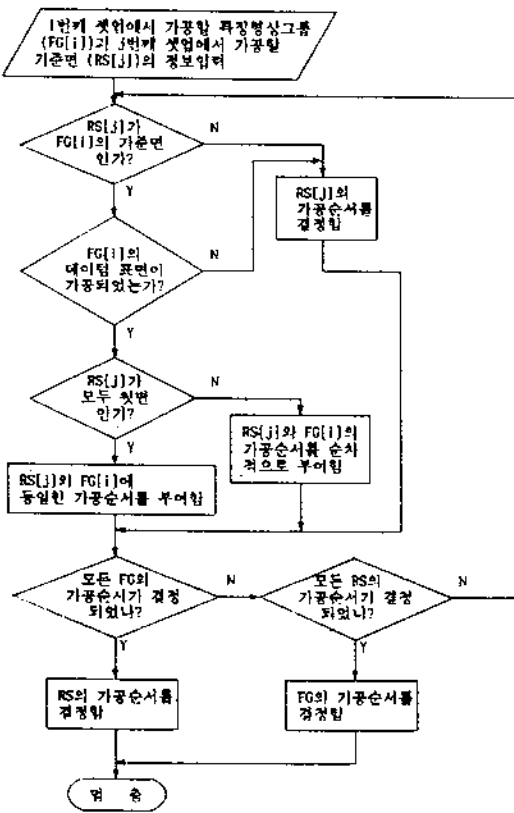 1번째 셋업에서 가공할 특징형상그룹
(FG[i])과 j번째 셋업에서 가공할
기준면 (RS[j])의 정보입력
RS[j]가
FG[i]의 기준면
인가?
N
Y
RS[j]의
가공순서를
결정함
FG[i]의
데이텀 표면이
가공되었는가?
N
Y
RS[j]가
모두 윗면
인가?
N
Y
RS[j]와 FG[i]의
가공순서를 순차
적으로 부여함
RS[j]와 FG[i]에
동일한 가공순서를 부여함
모든 FG의
가공순서가 결정
되었나?
N
Y
모든 RS의
가공순서가 결정
되었나?
N
Y
RS의 가공순서를
결정함
FG의 가공순서를
결정함
멈 춤